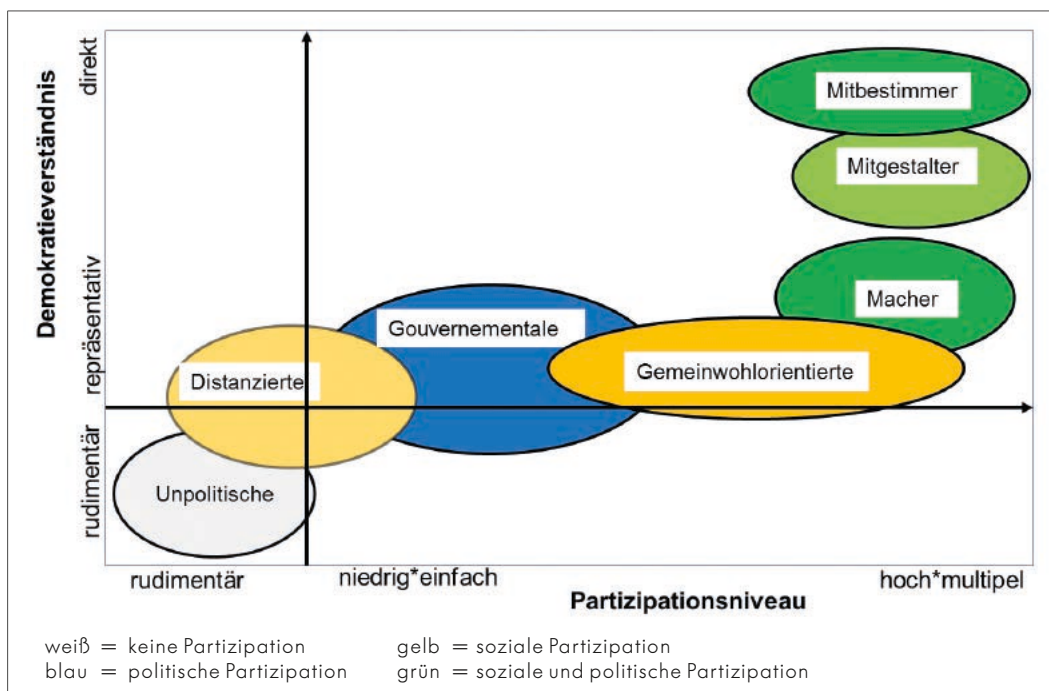 Demokratieverständnis
direkt
repräsentativ
rudimentär
Mitbestimmer
Mitgestalter
Macher
Gouvernementale
Gemeinwohlorientierte
Distanzierte
Unpolitische
rudimentär
niedrig*einfach
hoch*multipel
Partizipationsniveau
weiß = keine Partizipation
gelb = soziale Partizipation
blau = politische Partizipation
grün = soziale und politische Partizipation